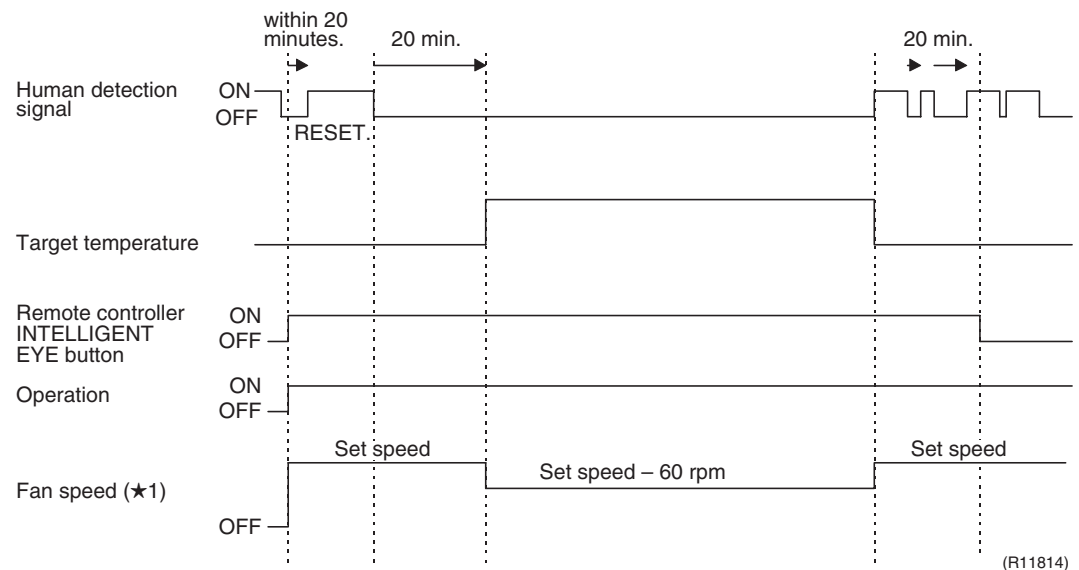 within 20
minutes.
20 min.
20 min.
Human detection
signal
ON
OFF
RESET.
Target temperature
Remote controller
INTELLIGENT
EYE button
ON
OFF
Operation
ON
OFF
Set speed
Set speed
Set speed – 60 rpm
Fan speed (★1)
OFF
(R11814)